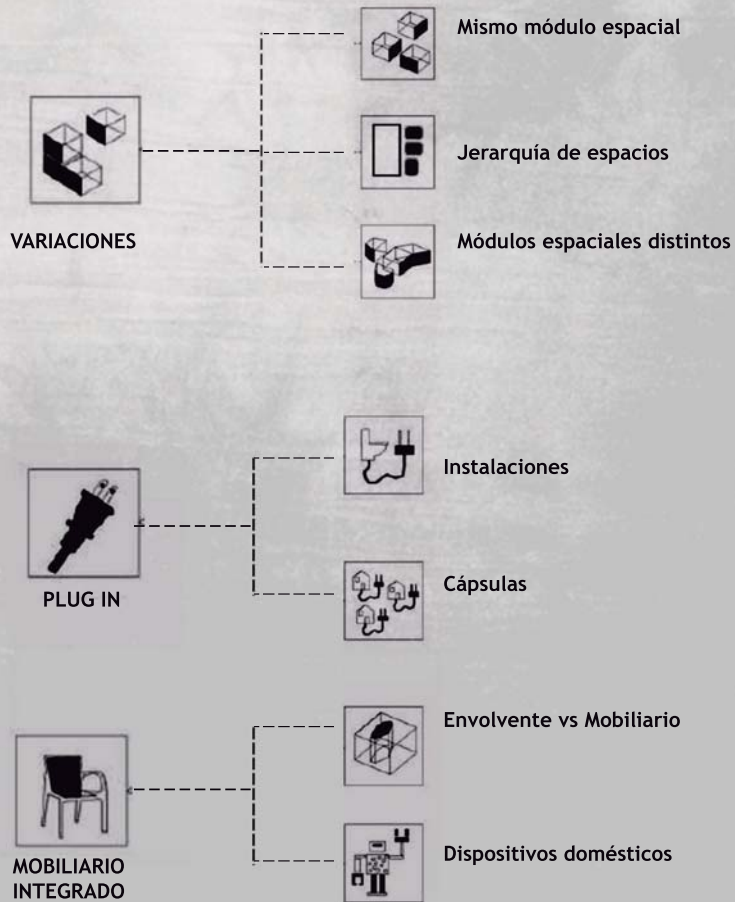 Mismo módulo espacial
Jerarquía de espacios
VARIACIONES
Módulos espaciales distintos
Instalaciones
PLUG IN
Cápsulas
Envolvente vs Mobiliario
Dispositivos domésticos
MOBILIARIO
INTEGRADO